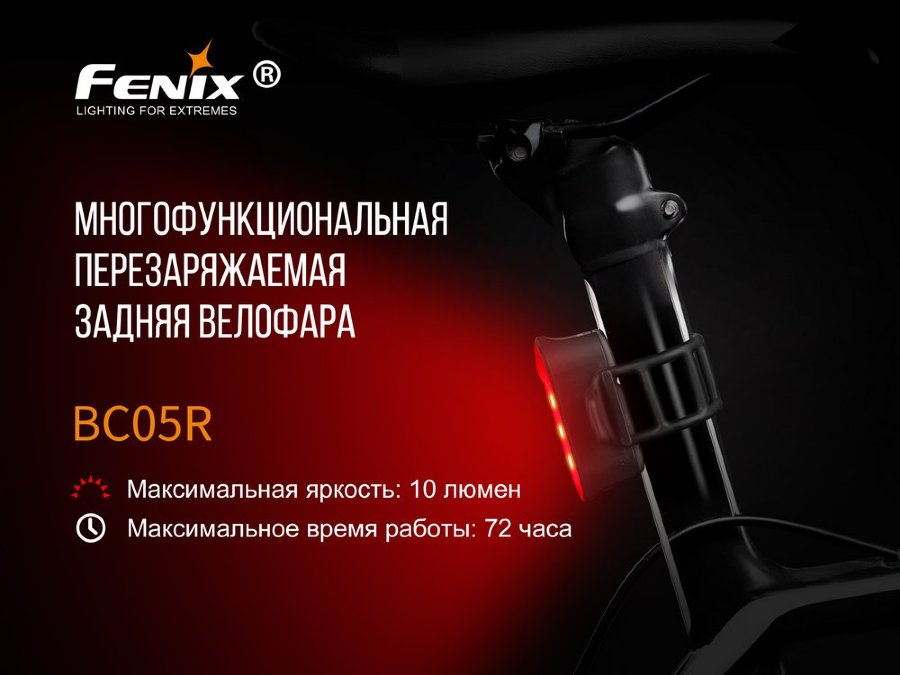 FENIX ®
LIGHTING FOR EXTREMES
МНОГОФУНКЦИОНАЛЬНАЯ
ПЕРЕЗАРЯЖАЕМАЯ
ЗАДНЯЯ ВЕЛОФАРА
BC05R
Максимальная яркость: 10 люмен
Максимальное время работы: 72 часа